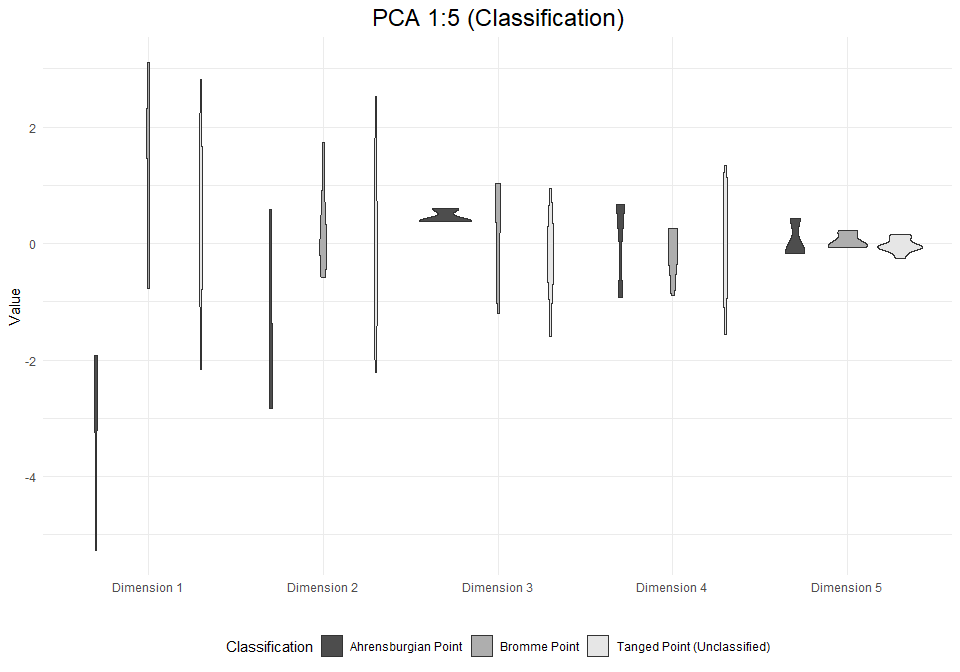 PCA 1:5 (Classification)
Value
2
0
-2
-4
Dimension 1 Dimension 2 Dimension 3 Dimension 4 Dimension 5
Classification Ahrensburgian Point Bromme Point Tanged Point (Unclassified)